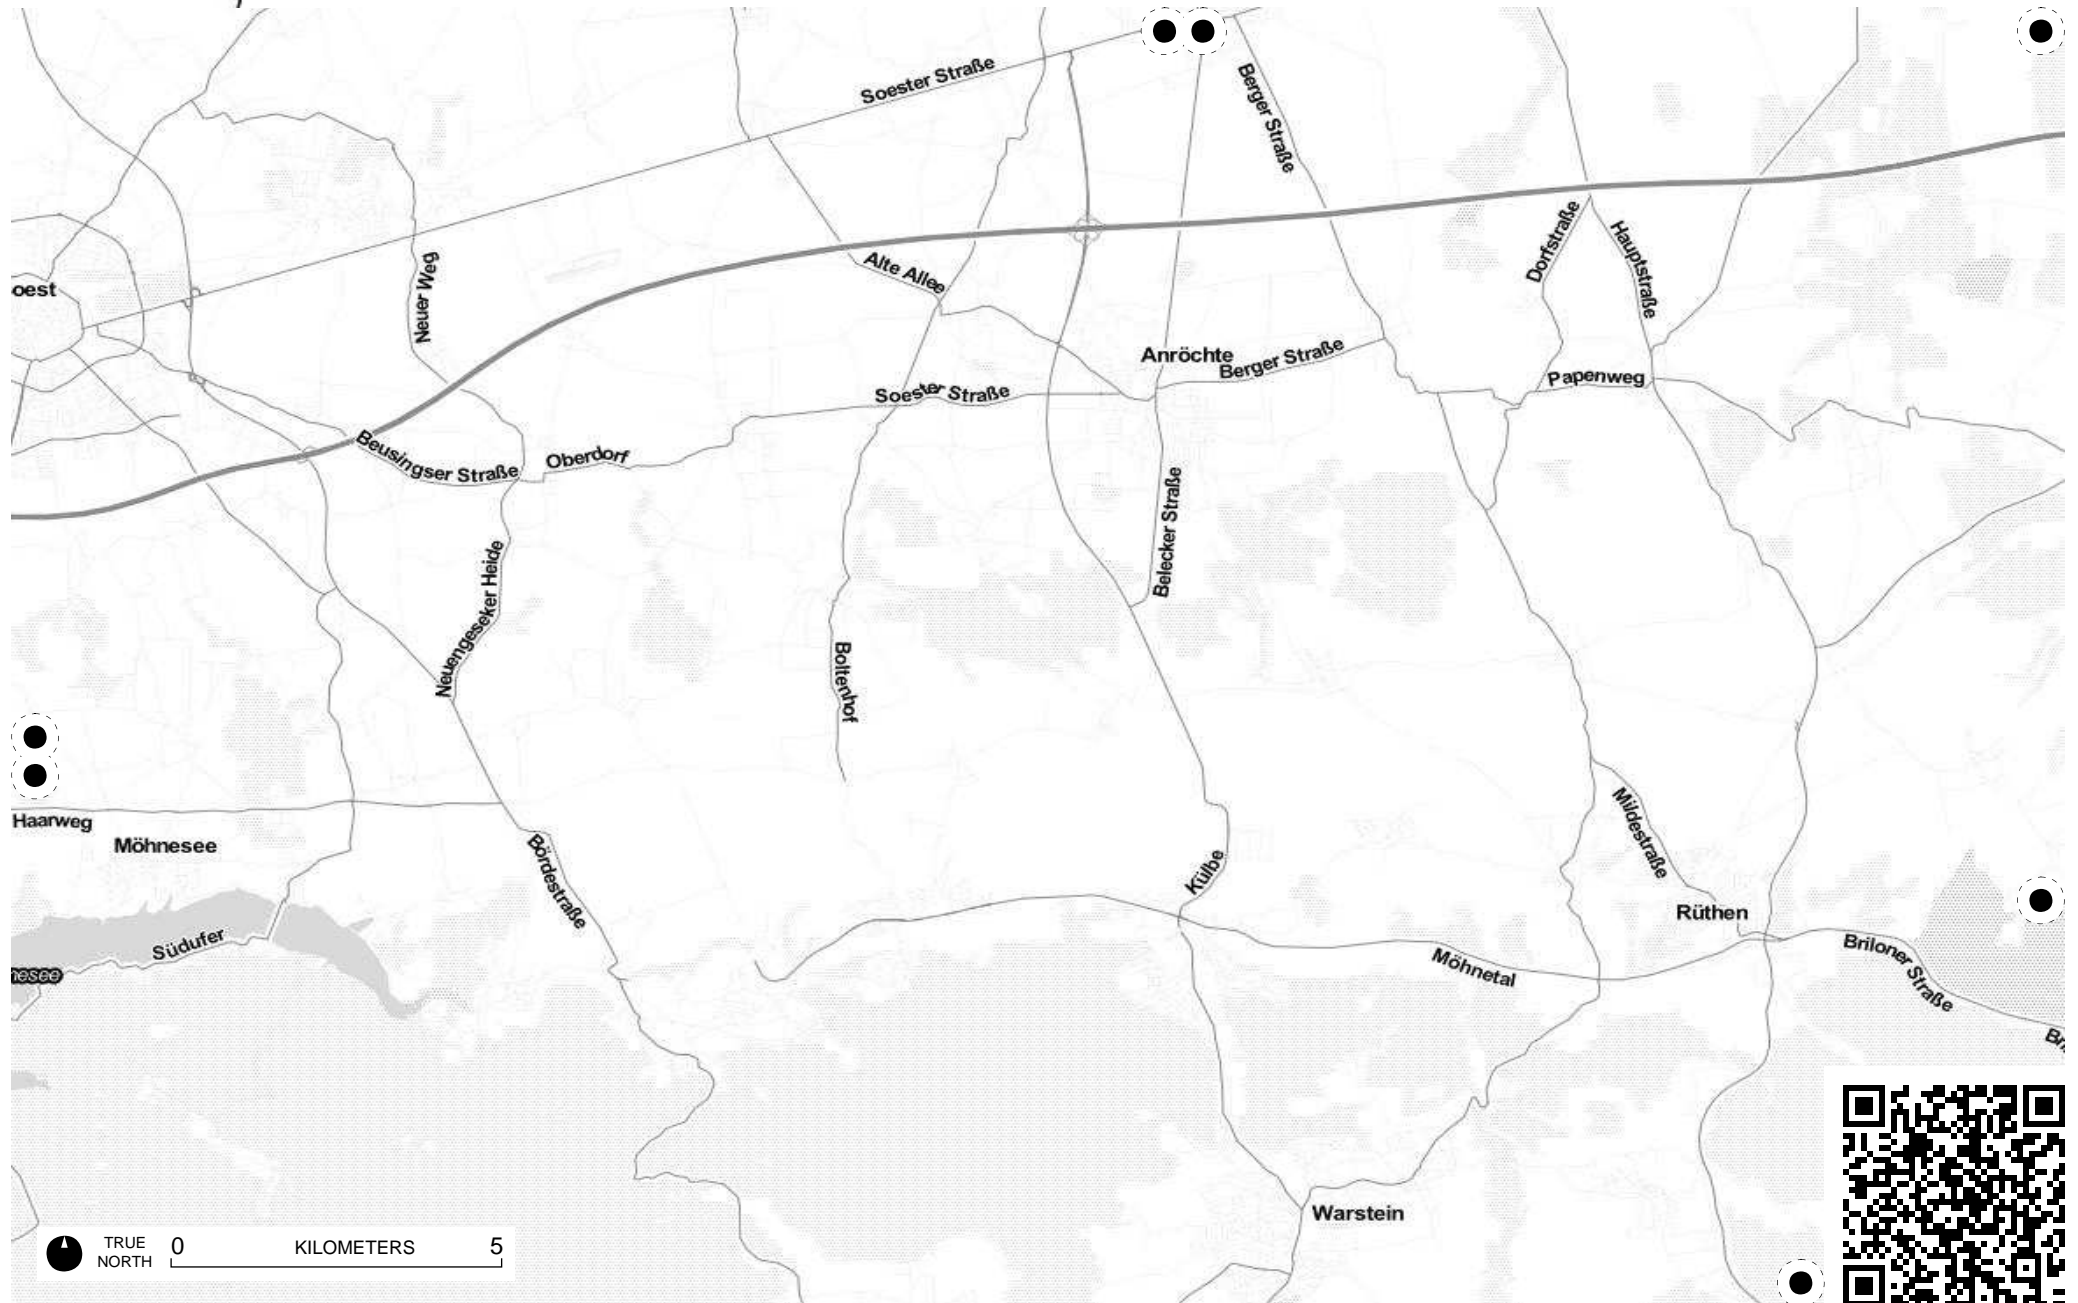 Soester Straße
Berger Straße
Neuer Weg
Alte Allee
Dorfstraße
Hauptstraße
oest
Anröchte
Berger Straße
Soester Straße
Papenweg
Beusingser Straße
Oberdorf
Belecker Straße
Neuengeseker Heide
Boltenhof
Haarweg
Möhnesee
Bördestraße
Külbe
Mildestraße
Rüthen
Südufer
nesee
Möhnetal
Briloner Straße
Bri
Warstein
TRUE
NORTH
0 KILOMETERS 5